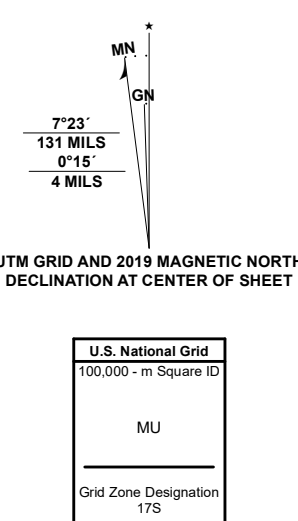 MN
GN
7°23´
131 MILS
0°15´
4 MILS
UTM GRID AND 2019 MAGNETIC NORTH
DECLINATION AT CENTER OF SHEET
U.S. National Grid
100,000 - m Square ID
MU
Grid Zone Designation
17S